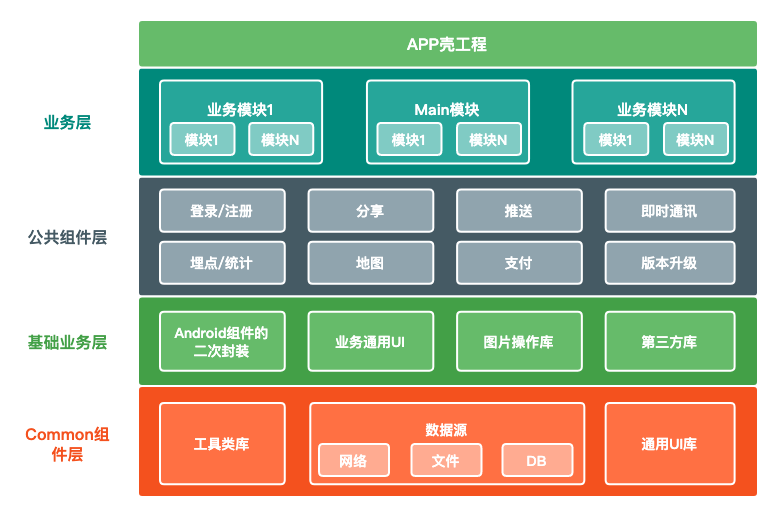 APP壳工程
业务层
业务模块1
模块1
模块N
Main模块
模块1
模块N
业务模块N
模块1
模块N
公共组件层
登录/注册
分享
推送
即时通讯
埋点/统计
地图
支付
版本升级
基础业务层
Android组件的
二次封装
业务通用UI
图片操作库
第三方库
Common组
件层
工具类库
数据源
网络
文件
DB
通用UI库